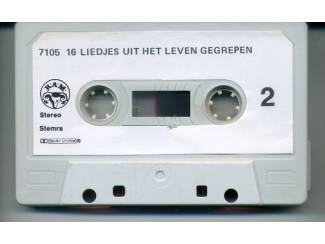 7105 16 LIEDJES UIT HET LEVEN GEGREPEN
R.A.M.
Stereo
Stemra
2